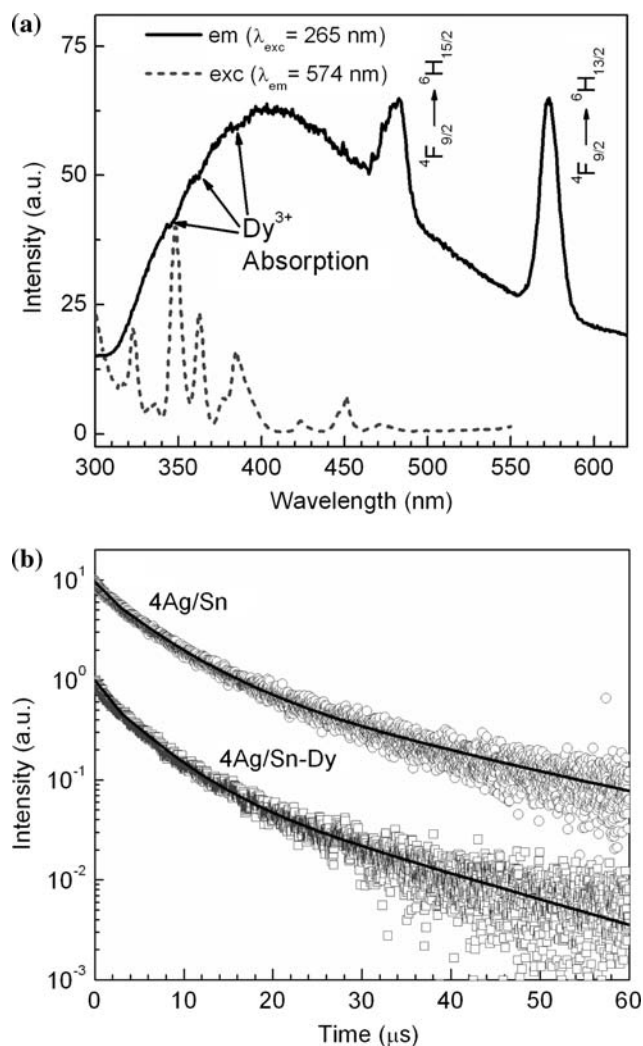 (a)
75
50
25
0
Intensity (a.u.)
em (λexc = 265 nm)
exc (λem = 574 nm)
⁴F9/2 → ⁶H15/2
⁴F9/2 → ⁶H13/2
Dy³⁺
Absorption
300 350 400 450 500 550 600
Wavelength (nm)
(b)
10¹
10⁰
10⁻¹
10⁻²
10⁻³
Intensity (a.u.)
4Ag/Sn
4Ag/Sn-Dy
0 10 20 30 40 50 60
Time (μs)